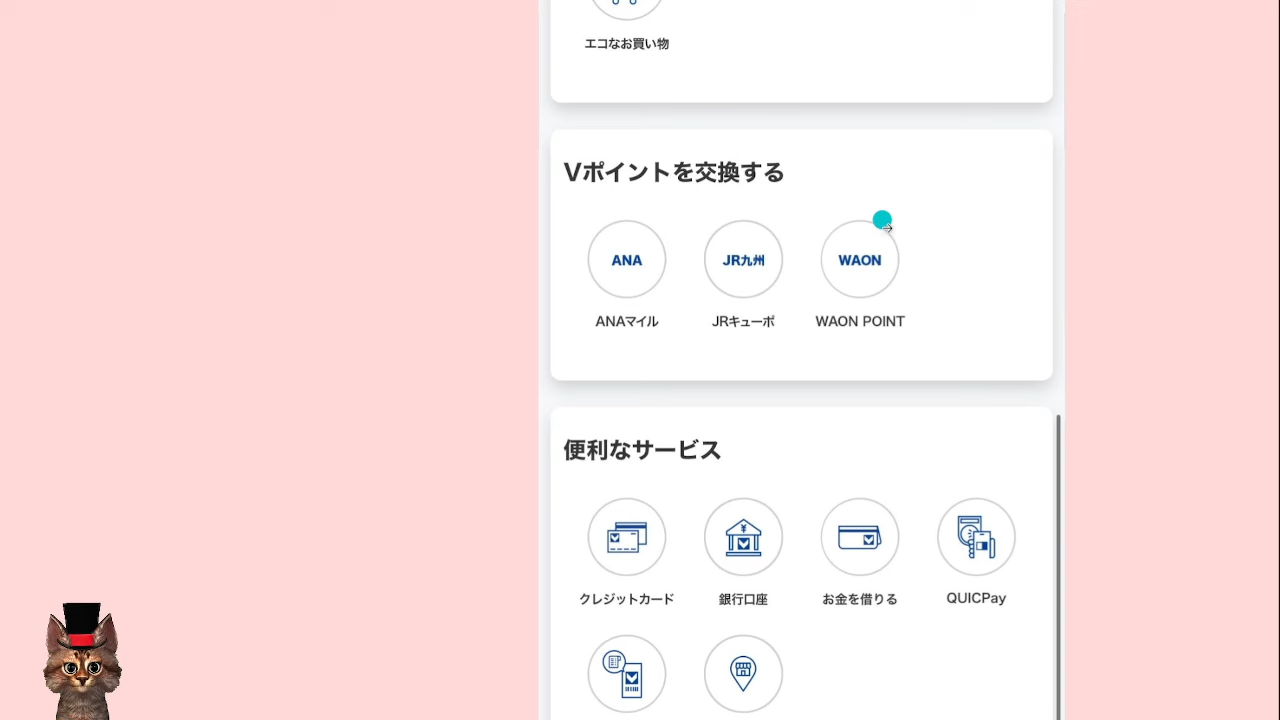 エコなお買い物
Vポイントを交換する
ANA
JR九州
WAON
ANAマイル
JRキューポ
WAON POINT
便利なサービス
クレジットカード
銀行口座
お金を借りる
QUICPay